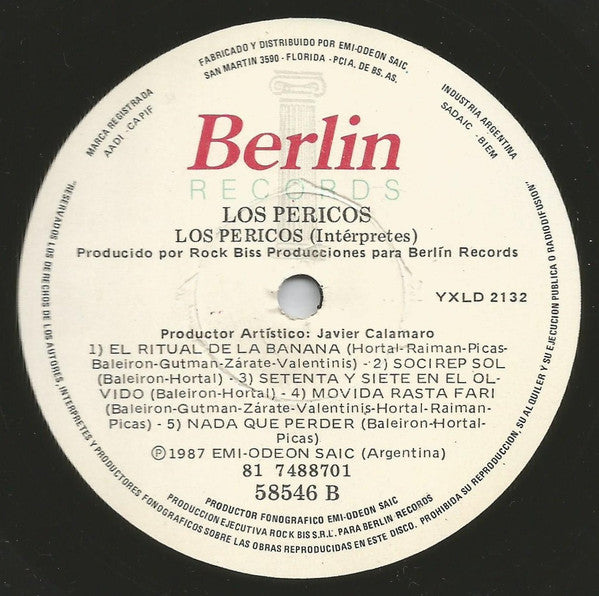 FABRICADO Y DISTRIBUIDO POR EMI-ODEON SAIC.
SAN MARTIN 3590 - FLORIDA - PCIA. DE BS. AS.
MARCA REGISTRADA
AADI - CAPIF
INDUSTRIA ARGENTINA
SADAIC - BIEM
Berlin
RECORDS
LOS PERICOS
LOS PERICOS (Intérpretes)
Producido por Rock Biss Producciones para Berlín Records
YXLD 2132
Productor Artístico: Javier Calamaro
1) EL RITUAL DE LA BANANA (Hortal-Raiman-Picas-
Baleiron-Gutman-Zárate-Valentinis) - 2) SOCIREP SOL
(Baleiron-Hortal) - 3) SETENTA Y SIETE EN EL OL-
VIDO (Baleiron-Hortal) - 4) MOVIDA RASTA FARI
(Baleiron-Gutman-Zárate-Valentinis-Hortal-Raiman-
Picas) - 5) NADA QUE PERDER (Baleiron-Hortal-
Picas)
Ⓟ 1987 EMI-ODEON SAIC (Argentina)
81 7488701
58546 B
PRODUCTOR FONOGRAFICO EMI-ODEON SAIC
PRODUCCION EJECUTIVA ROCK BIS S.R.L. PARA BERLIN RECORDS
"RESERVADOS LOS DERECHOS DE LOS AUTORES, INTERPRETES Y PRODUCTORES FONOGRAFICOS SOBRE LAS OBRAS REPRODUCIDAS EN ESTE DISCO. PROHIBIDA SU REPRODUCCION, SU ALQUILER Y SU EJECUCION PUBLICA O RADIODIFUSION"